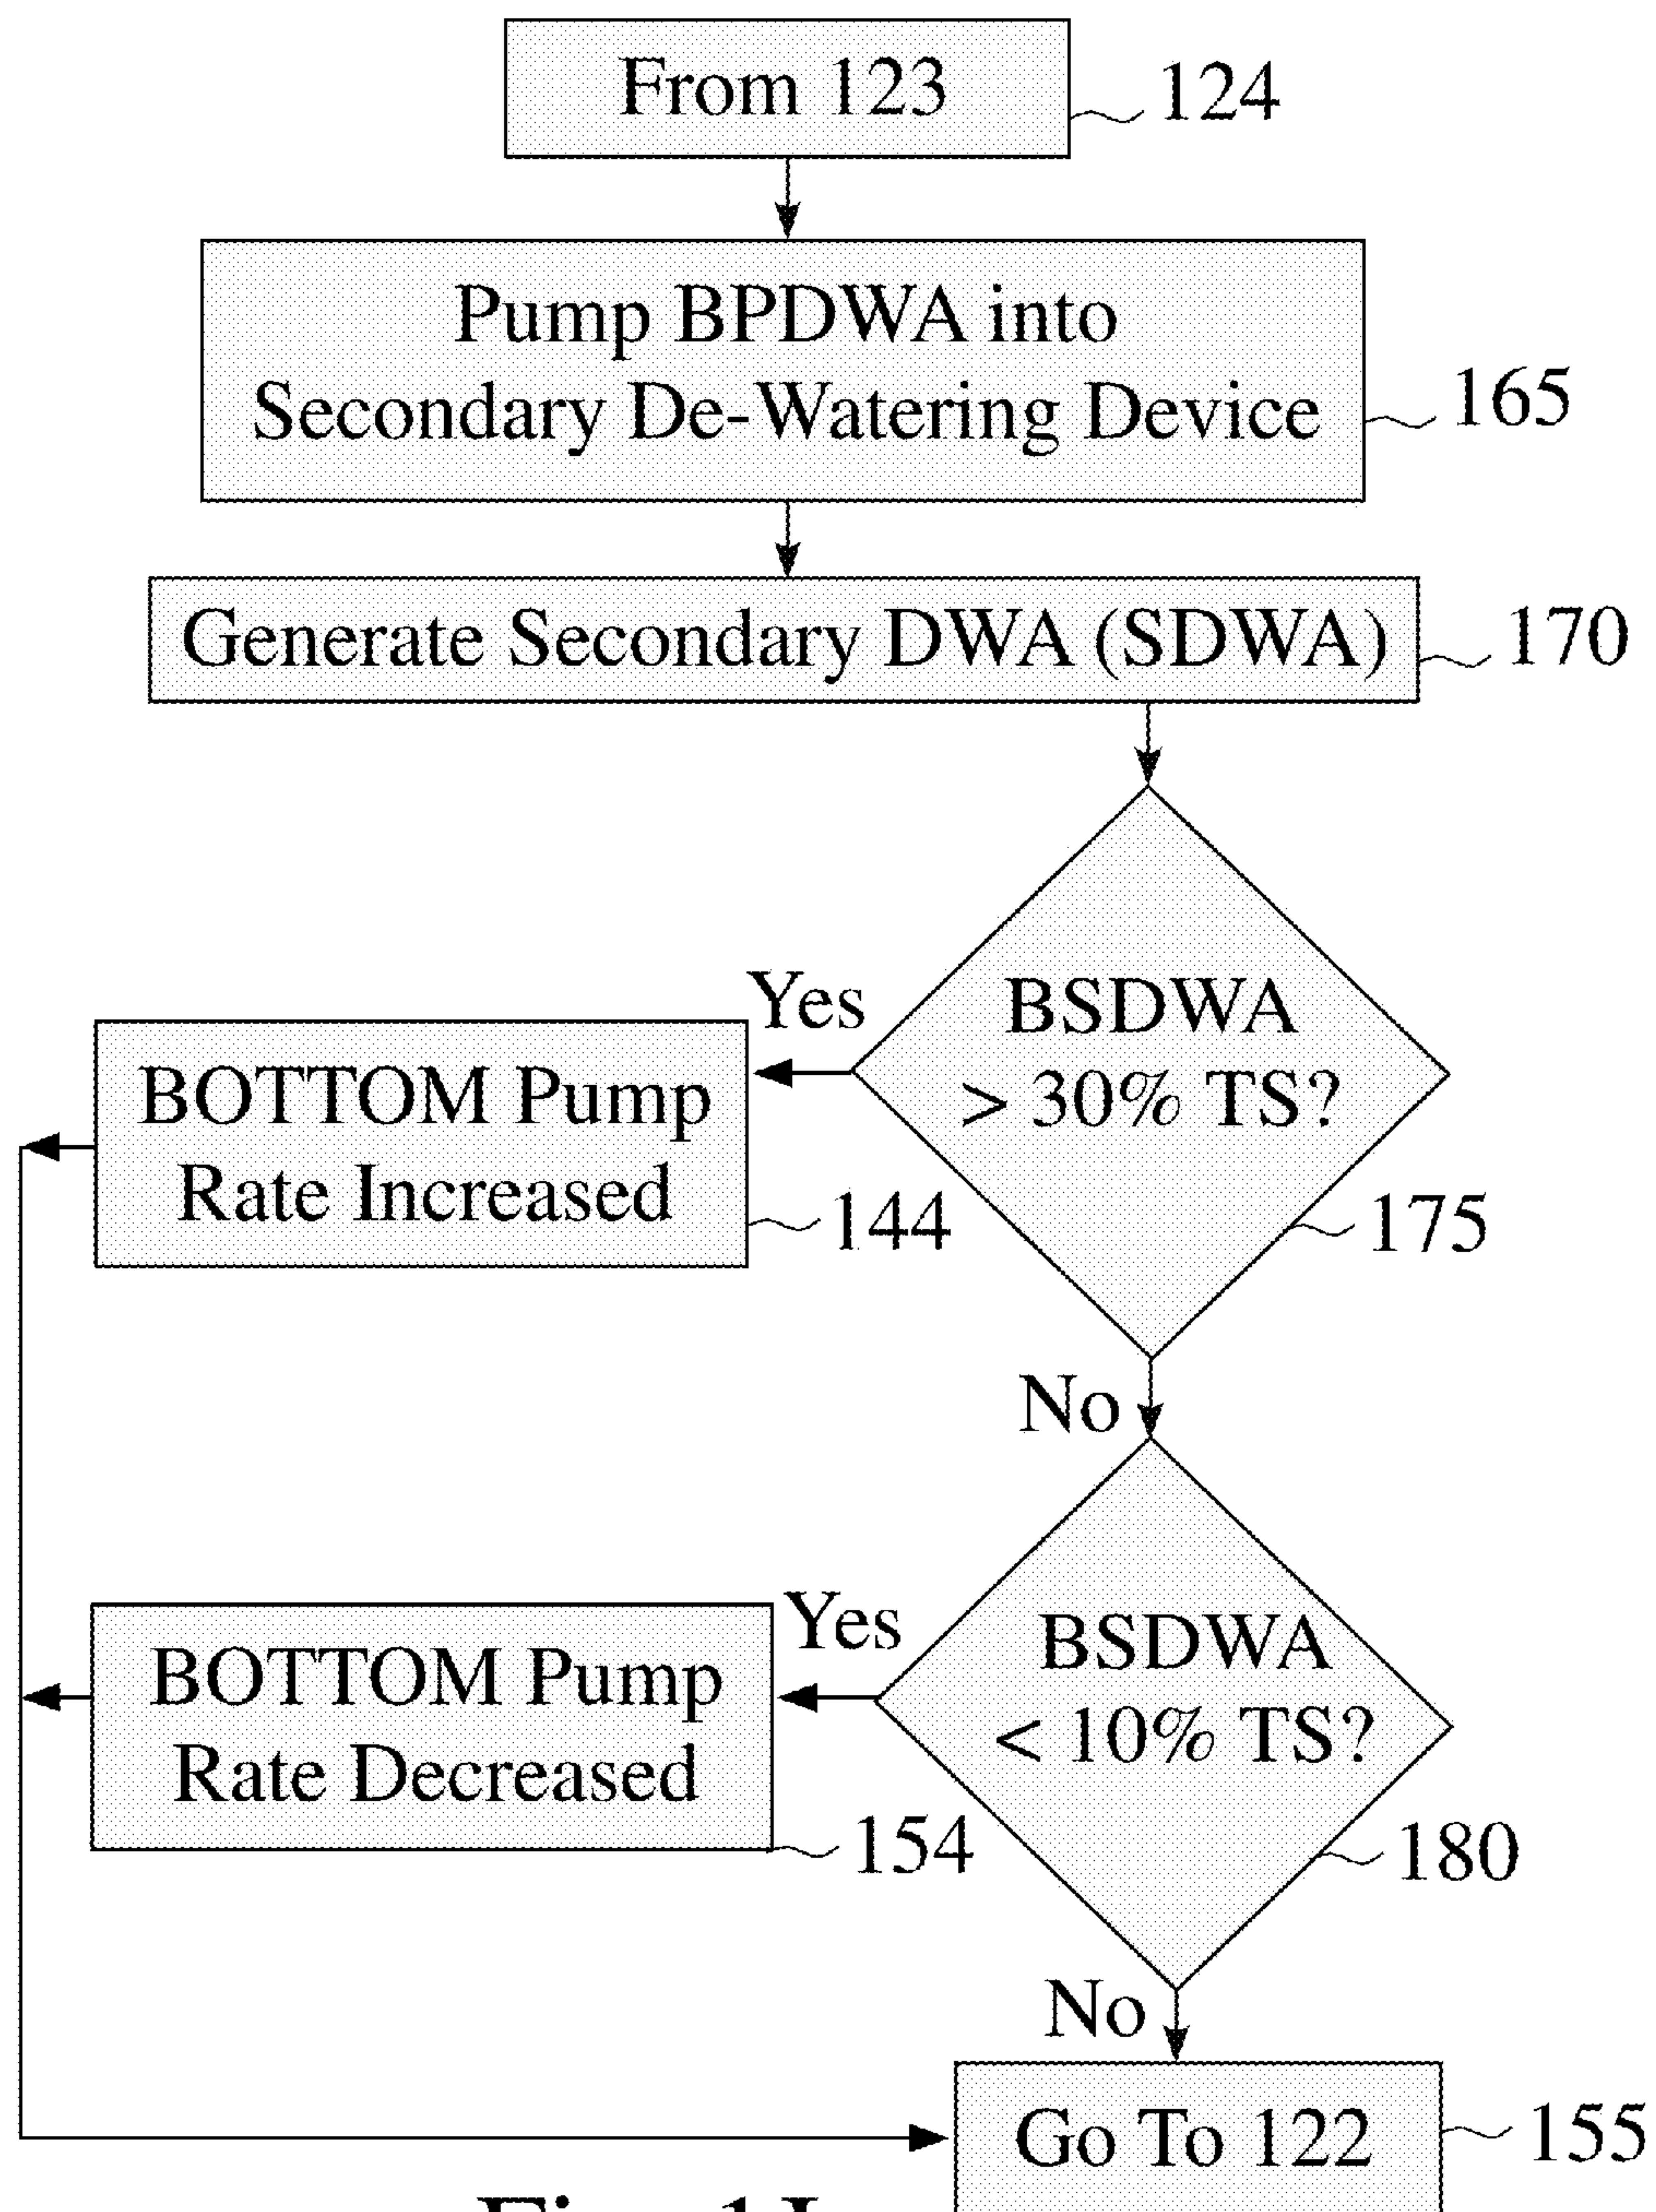 From 123
124
Pump BPDWA into
Secondary De-Watering Device
165
Generate Secondary DWA (SDWA)
170
BSDWA
> 30% TS?
175
Yes
BOTTOM Pump
Rate Increased
144
No
BSDWA
< 10% TS?
180
Yes
BOTTOM Pump
Rate Decreased
154
No
Go To 122
155